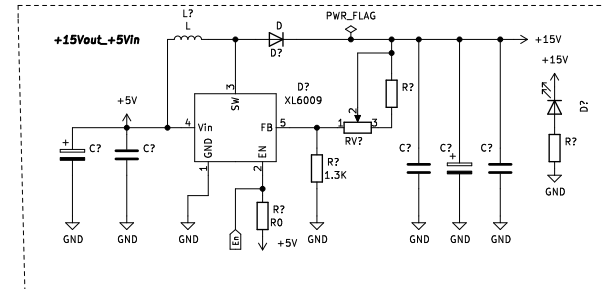 L?
L
D
D?
PWR_FLAG
+15Vout_+5Vin
+15V
+15V
D?
XL6009
3
SW
R?
D?
+5V
4
Vin
FB
5
1
2
3
RV?
C?
C?
GND
1
EN
2
R?
1.3K
C?
C?
C?
R?
R?
R0
En
+5V
GND
GND
GND
GND
GND
GND
GND
GND